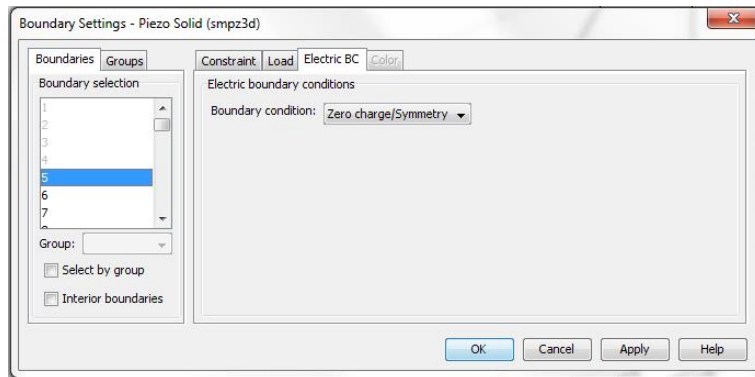 Boundary Settings - Piezo Solid (smpz3d)
Boundaries Groups
Boundary selection
1
2
3
4
5
6
7
Group:
Select by group
Interior boundaries
Constraint Load Electric BC Color
Electric boundary conditions
Boundary condition: Zero charge/Symmetry
OK Cancel Apply Help